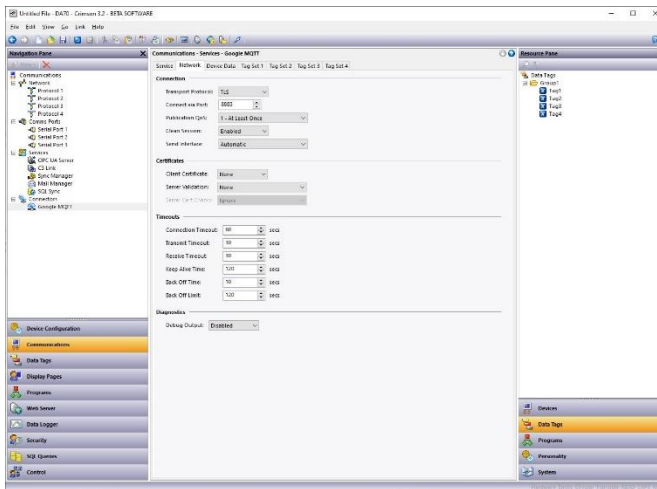 Untitled File - DA70 - Crimson 3.2 - BETA SOFTWARE
File Edit View Go Link Help
Navigation Pane
Communications - Services - Google MQTT
Resource Pane
Service Network Device Data Tag Set 1 Tag Set 2 Tag Set 3 Tag Set 4
Communications
Network
Protocol 1
Protocol 2
Protocol 3
Protocol 4
Comms Ports
Serial Port 1
Serial Port 2
Serial Port 3
Services
OPC UA Server
C3 Link
Sync Manager
Mail Manager
SQL Sync
Connectors
Google MQTT
Connection
Transport Protocol: TLS
Connect via Port: 8883
Publication QoS: 1 - At Least Once
Clean Session: Enabled
Send Interface: Automatic
Certificates
Client Certificate: None
Server Validation: None
Ignore
Timeouts
Connection Timeout: 60 secs
Transmit Timeout: 10 secs
Receive Timeout: 10 secs
Keep Alive Time: 120 secs
Back Off Time: 10 secs
Back Off Limit: 120 secs
Diagnostics
Debug Output: Disabled
Data Tags
Group1
Tag1
Tag2
Tag3
Tag4
Device Configuration
Communications
Data Tags
Display Pages
Programs
Web Server
Data Logger
Security
SQL Queries
Control
Devices
Data Tags
Programs
Personality
System